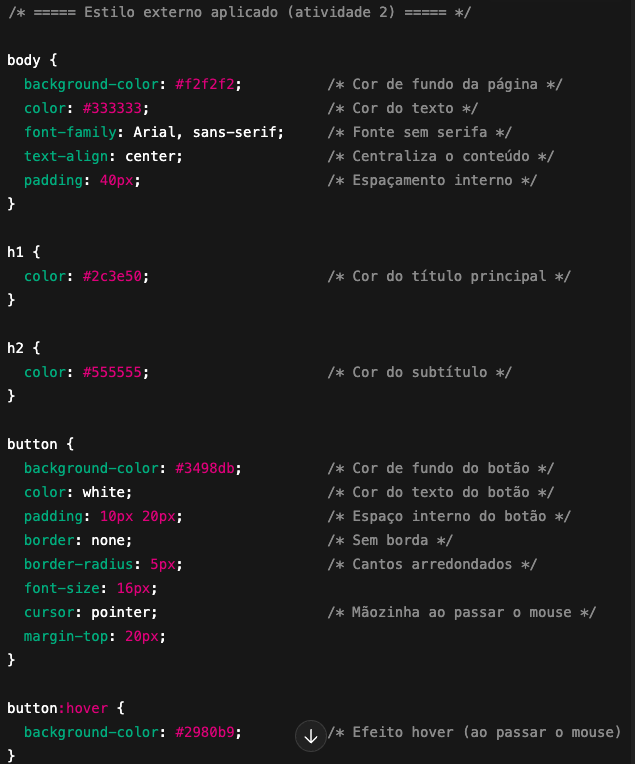 /* ===== Estilo externo aplicado (atividade 2) ===== */
body {
  background-color: #f2f2f2; /* Cor de fundo da página */
  color: #333333; /* Cor do texto */
  font-family: Arial, sans-serif; /* Fonte sem serifa */
  text-align: center; /* Centraliza o conteúdo */
  padding: 40px; /* Espaçamento interno */
}
h1 {
  color: #2c3e50; /* Cor do título principal */
}
h2 {
  color: #555555; /* Cor do subtítulo */
}
button {
  background-color: #3498db; /* Cor de fundo do botão */
  color: white; /* Cor do texto do botão */
  padding: 10px 20px; /* Espaço interno do botão */
  border: none; /* Sem borda */
  border-radius: 5px; /* Cantos arredondados */
  font-size: 16px;
  cursor: pointer; /* Mãozinha ao passar o mouse */
  margin-top: 20px;
}
button:hover {
  background-color: #2980b9; /* Efeito hover (ao passar o mouse)
}